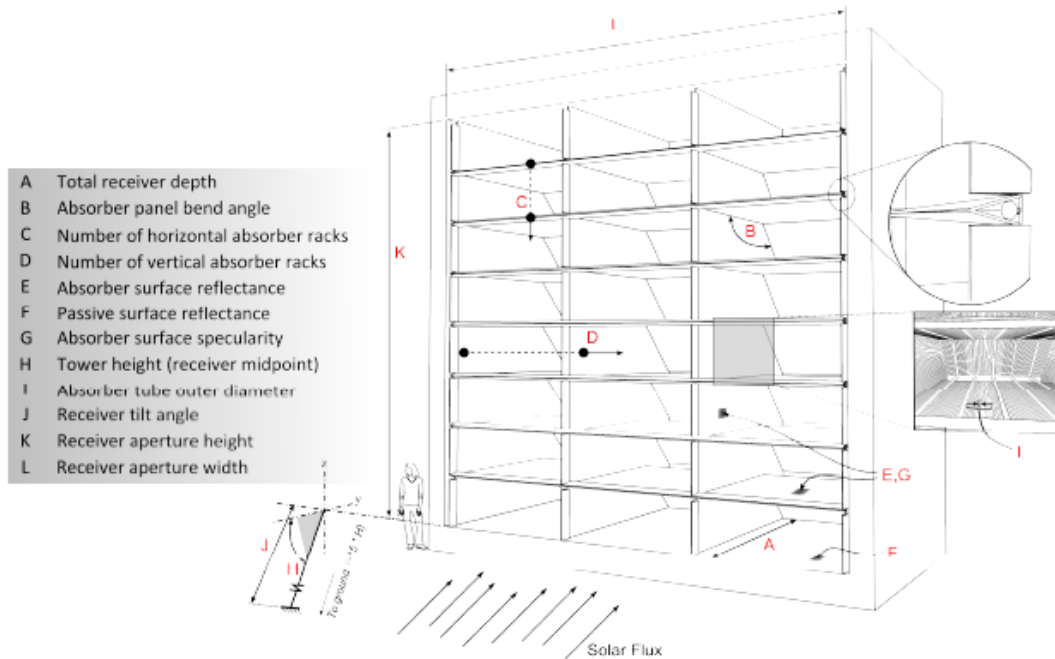 L
A Total receiver depth
B Absorber panel bend angle
C Number of horizontal absorber racks
D Number of vertical absorber racks
E Absorber surface reflectance
F Passive surface reflectance
G Absorber surface specularity
H Tower height (receiver midpoint)
I Absorber tube outer diameter
J Receiver tilt angle
K Receiver aperture height
L Receiver aperture width
C
B
K
D
I
E,G
A
F
J
H
To ground
Solar Flux